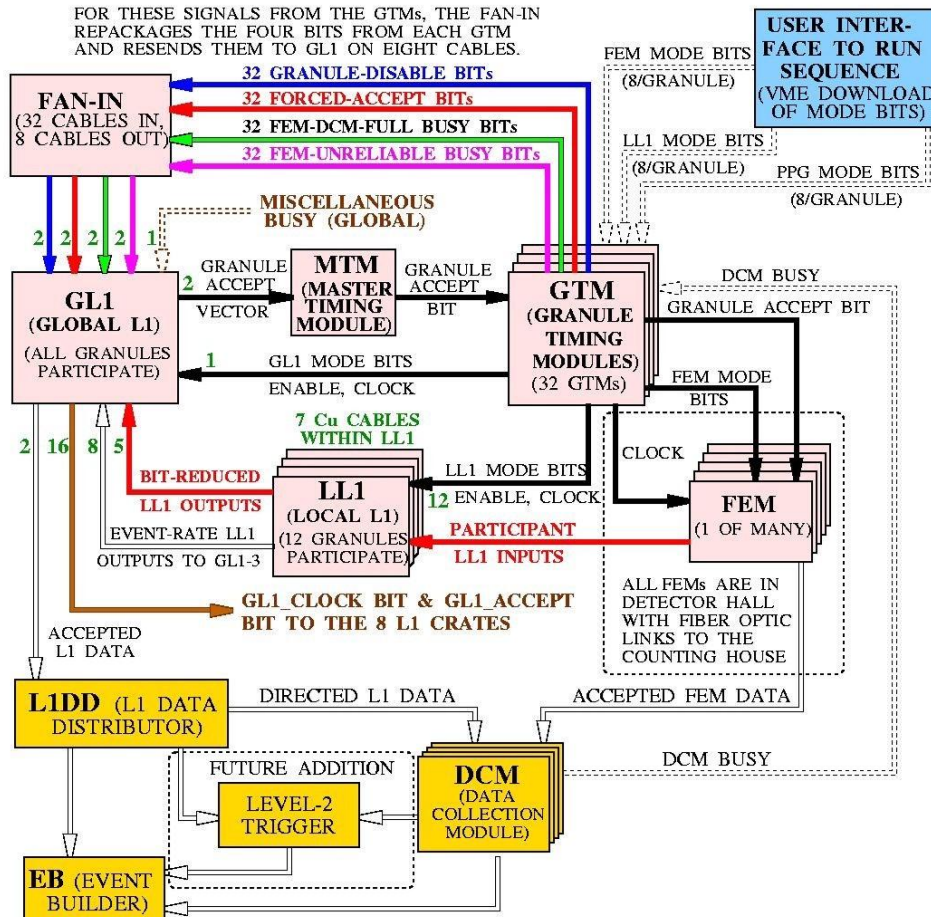 FOR THESE SIGNALS FROM THE GTMs, THE FAN-IN
REPACKAGES THE FOUR BITS FROM EACH GTM
AND RESENDS THEM TO GL1 ON EIGHT CABLES.
USER INTER-
FACE TO RUN
SEQUENCE
(VME DOWNLOAD
OF MODE BITS)
FEM MODE BITS
(8/GRANULE)
LL1 MODE BITS
(8/GRANULE)
PPG MODE BITS
(8/GRANULE)
FAN-IN
(32 CABLES IN,
8 CABLES OUT)
32 GRANULE-DISABLE BITs
32 FORCED-ACCEPT BITs
32 FEM-DCM-FULL BUSY BITs
32 FEM-UNRELIABLE BUSY BITs
MISCELLANEOUS
BUSY (GLOBAL)
2
2
2
2
1
GL1
(GLOBAL L1)
(ALL GRANULES
PARTICIPATE)
2
GRANULE
ACCEPT
VECTOR
MTM
(MASTER
TIMING
MODULE)
GRANULE
ACCEPT
BIT
GTM
(GRANULE
TIMING
MODULES)
(32 GTMs)
DCM BUSY
GRANULE ACCEPT BIT
1
GL1 MODE BITS
ENABLE, CLOCK
FEM MODE
BITS
CLOCK
7 Cu CABLES
WITHIN LL1
2
16
8
5
BIT-REDUCED
LL1 OUTPUTS
EVENT-RATE LL1
OUTPUTS TO GL1-3
LL1
(LOCAL L1)
(12 GRANULES
PARTICIPATE)
LL1 MODE BITS
12
ENABLE, CLOCK
PARTICIPANT
LL1 INPUTS
FEM
(1 OF MANY)
ALL FEMs ARE IN
DETECTOR HALL
WITH FIBER OPTIC
LINKS TO THE
COUNTING HOUSE
GL1_CLOCK BIT & GL1_ACCEPT
BIT TO THE 8 L1 CRATES
ACCEPTED
L1 DATA
L1DD (L1 DATA
DISTRIBUTOR)
DIRECTED L1 DATA
ACCEPTED FEM DATA
FUTURE ADDITION
LEVEL-2
TRIGGER
DCM
(DATA
COLLECTION
MODULE)
DCM BUSY
EB (EVENT
BUILDER)